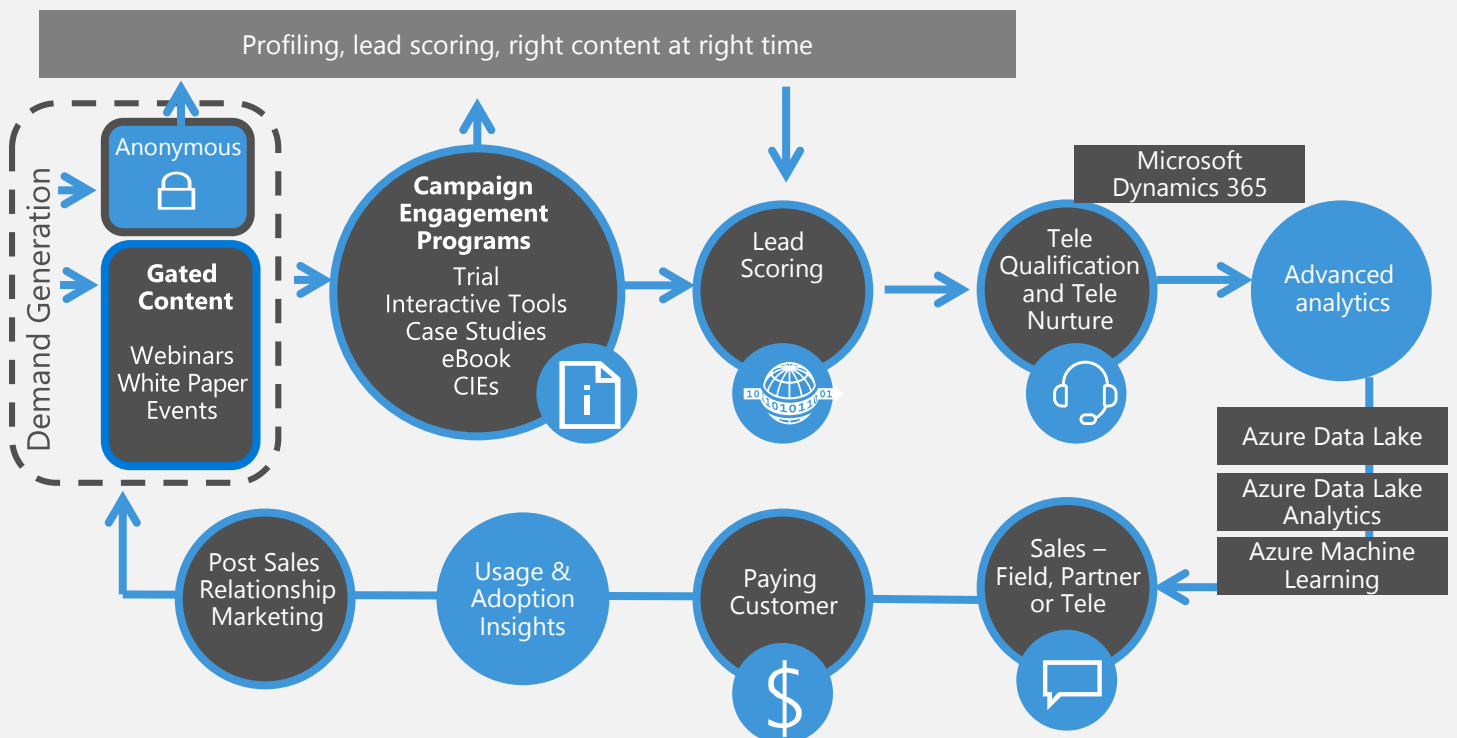 Profiling, lead scoring, right content at right time
Demand Generation
Anonymous
Gated
Content
Webinars
White Paper
Events
Campaign
Engagement
Programs
Trial
Interactive Tools
Case Studies
eBook
CIEs
i
Lead
Scoring
10 10101110 01
Microsoft
Dynamics 365
Tele
Qualification
and Tele
Nurture
Advanced
analytics
Azure Data Lake
Azure Data Lake
Analytics
Azure Machine
Learning
Sales –
Field, Partner
or Tele
Paying
Customer
$
Usage &
Adoption
Insights
Post Sales
Relationship
Marketing